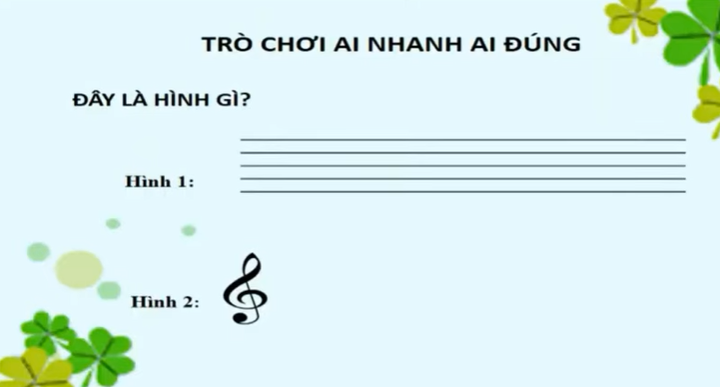 TRÒ CHƠI AI NHANH AI ĐÚNG
ĐÂY LÀ HÌNH GÌ?
Hình 1:
Hình 2: